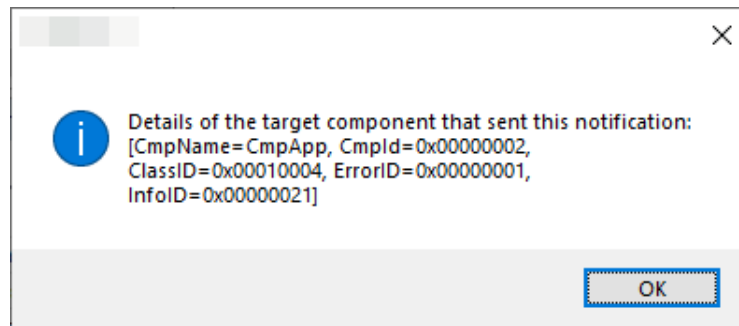 Details of the target component that sent this notification:
[CmpName=CmpApp, CmpId=0x00000002,
ClassID=0x00010004, ErrorID=0x00000001,
InfoID=0x00000021]
OK